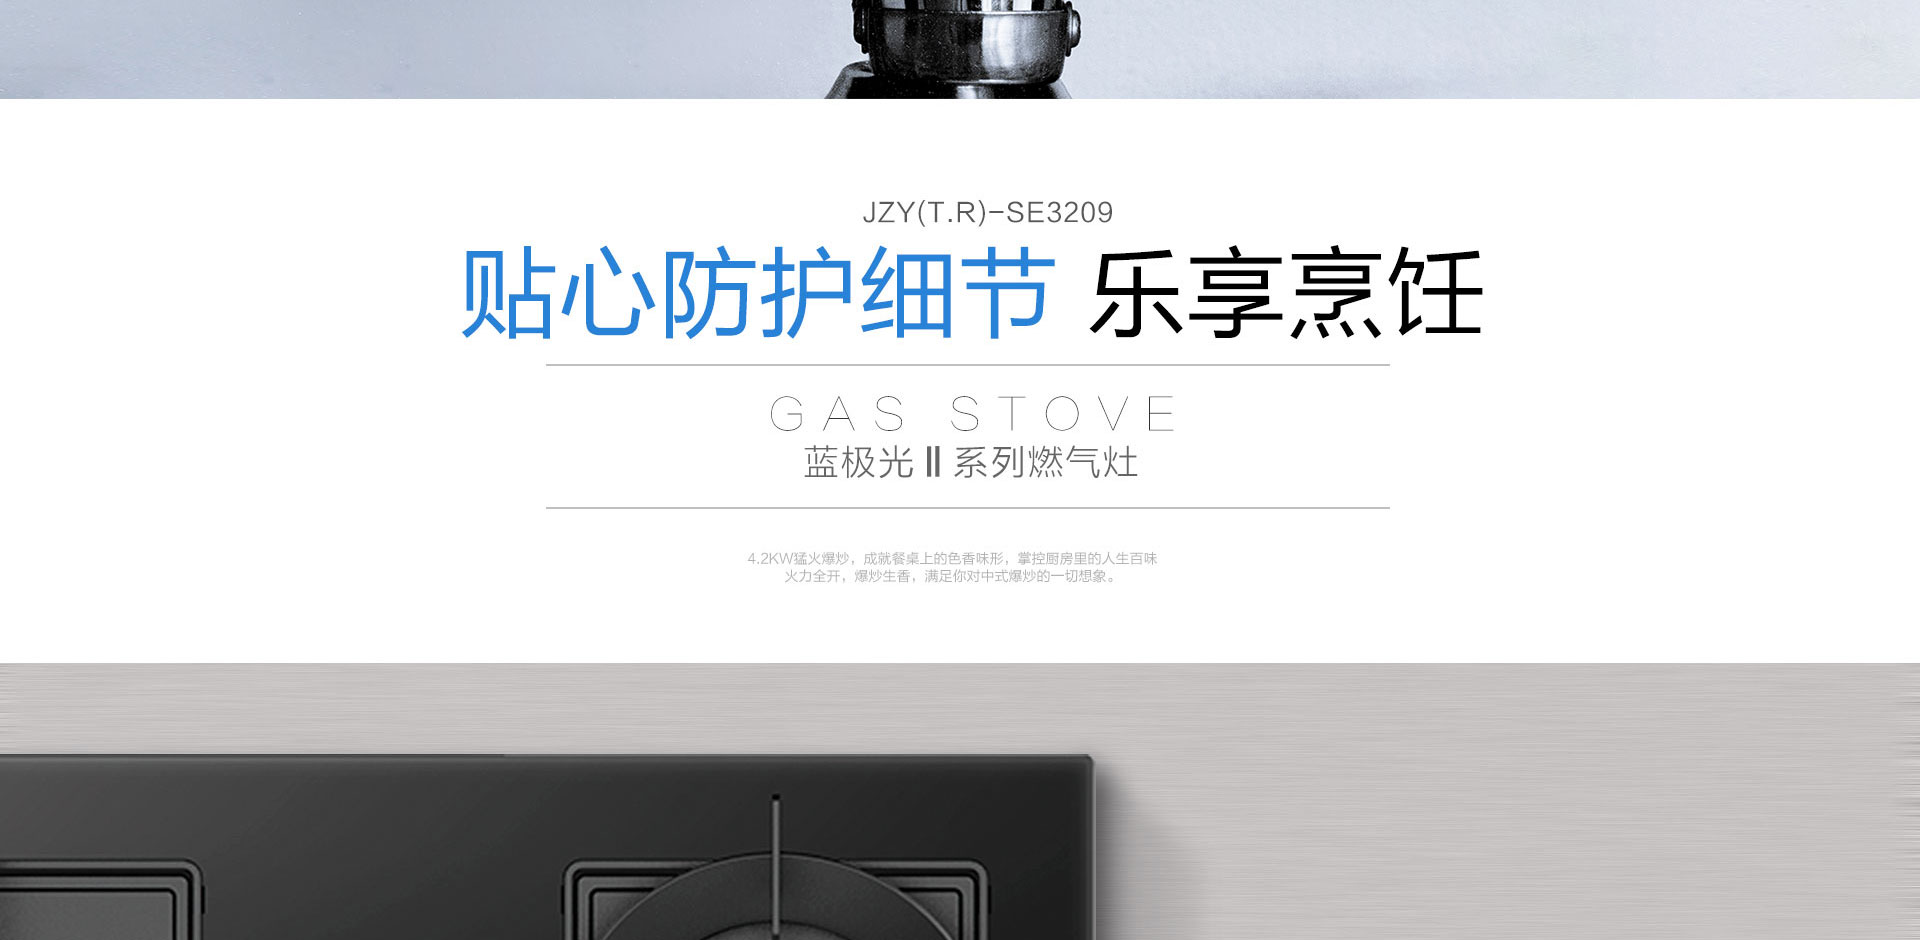 JZY(T.R)-SE3209
贴心防护细节 乐享烹饪
GAS STOVE
蓝极光Ⅱ系列燃气灶
4.2KW猛火爆炒，成就餐桌上的色香味形，掌控厨房里的人生百味
火力全开，爆炒生香，满足你对中式爆炒的一切想象。